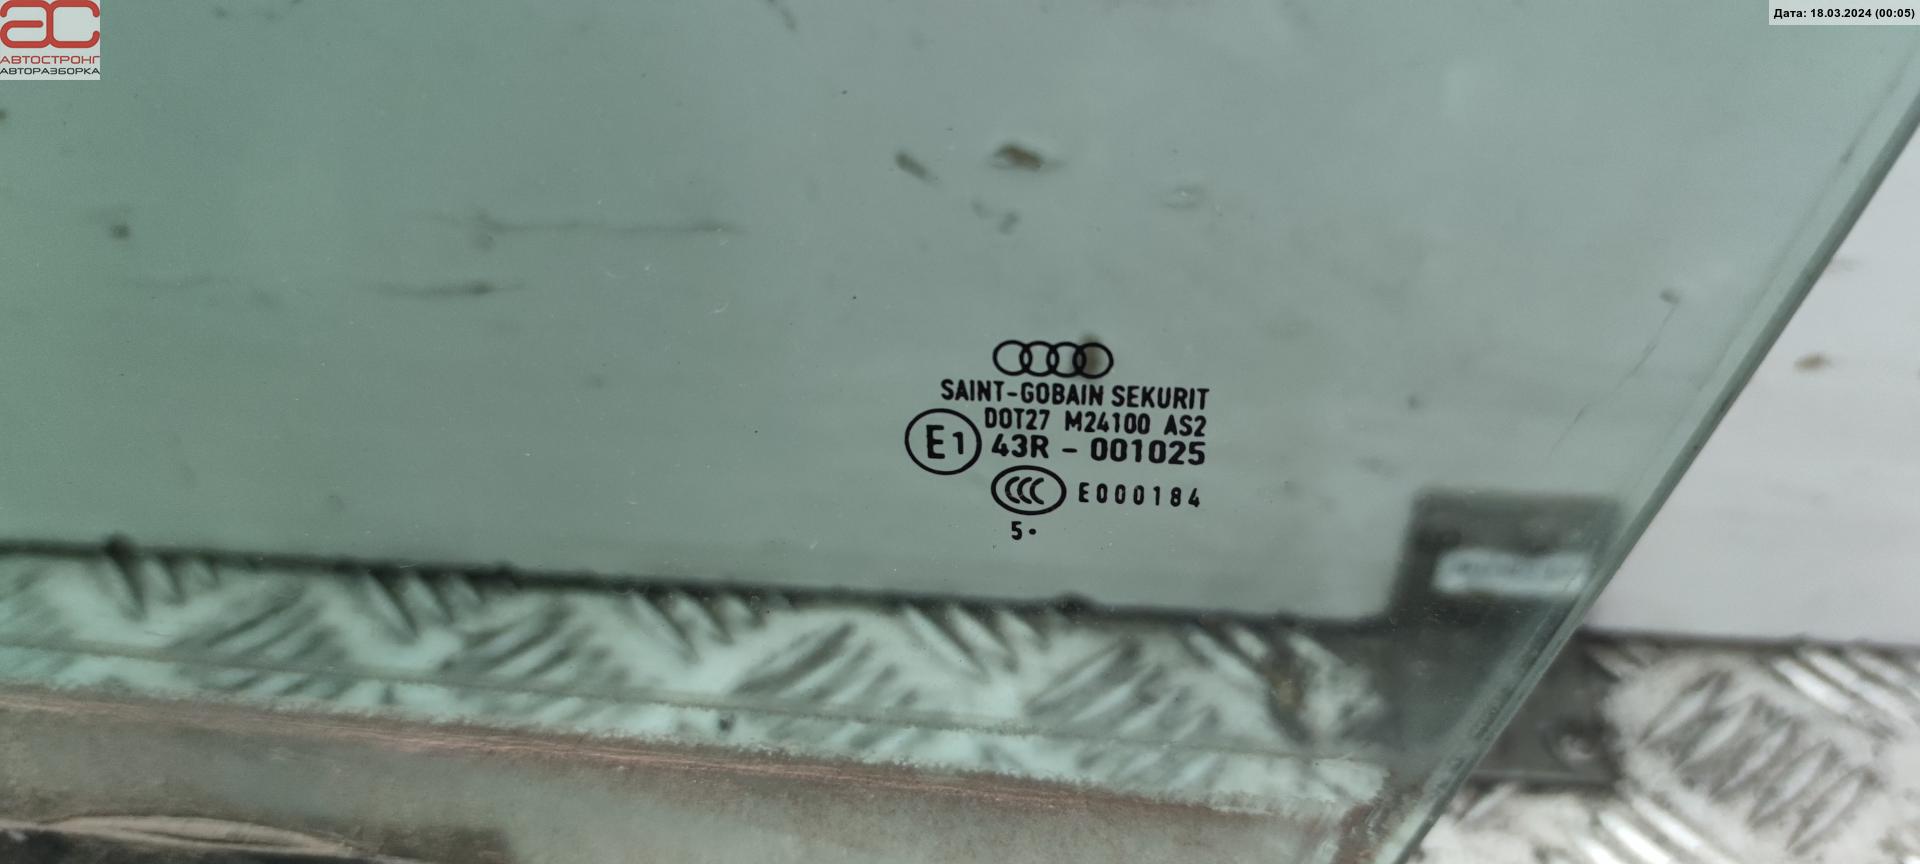 AC
АВТОСТРОНГ
АВТОРАЗБОРКА
Дата: 18.03.2024 (00:05)
SAINT-GOBAIN SEKURIT
DOT27 M24100 AS2
E1 43R - 001025
CCC E000184
5·